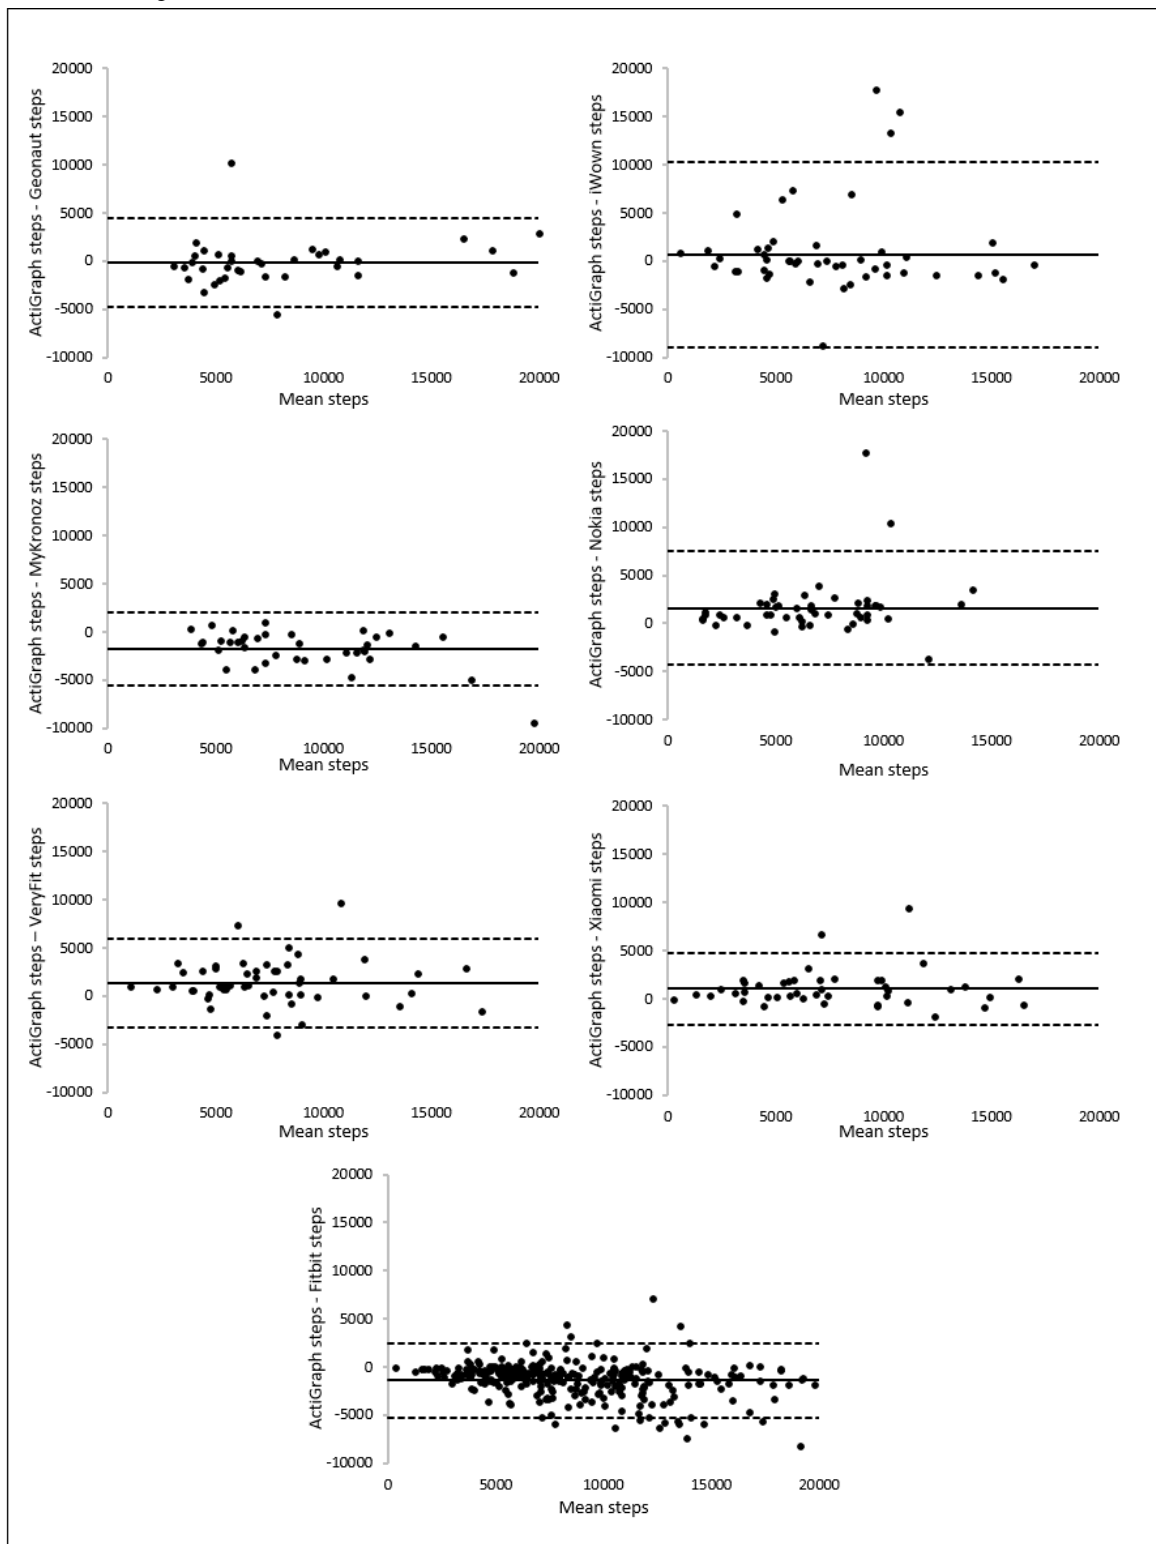 20000
15000
10000
5000
0
-5000
-10000
ActiGraph steps - Geonaut steps
0 5000 10000 15000 20000
Mean steps
20000
15000
10000
5000
0
-5000
-10000
ActiGraph steps - iWown steps
0 5000 10000 15000 20000
Mean steps
20000
15000
10000
5000
0
-5000
-10000
ActiGraph steps - MyKronoz steps
0 5000 10000 15000 20000
Mean steps
20000
15000
10000
5000
0
-5000
-10000
ActiGraph steps - Nokia steps
0 5000 10000 15000 20000
Mean steps
20000
15000
10000
5000
0
-5000
-10000
ActiGraph steps – VeryFit steps
0 5000 10000 15000 20000
Mean steps
20000
15000
10000
5000
0
-5000
-10000
ActiGraph steps - Xiaomi steps
0 5000 10000 15000 20000
Mean steps
20000
15000
10000
5000
0
-5000
-10000
ActiGraph steps - Fitbit steps
0 5000 10000 15000 20000
Mean steps